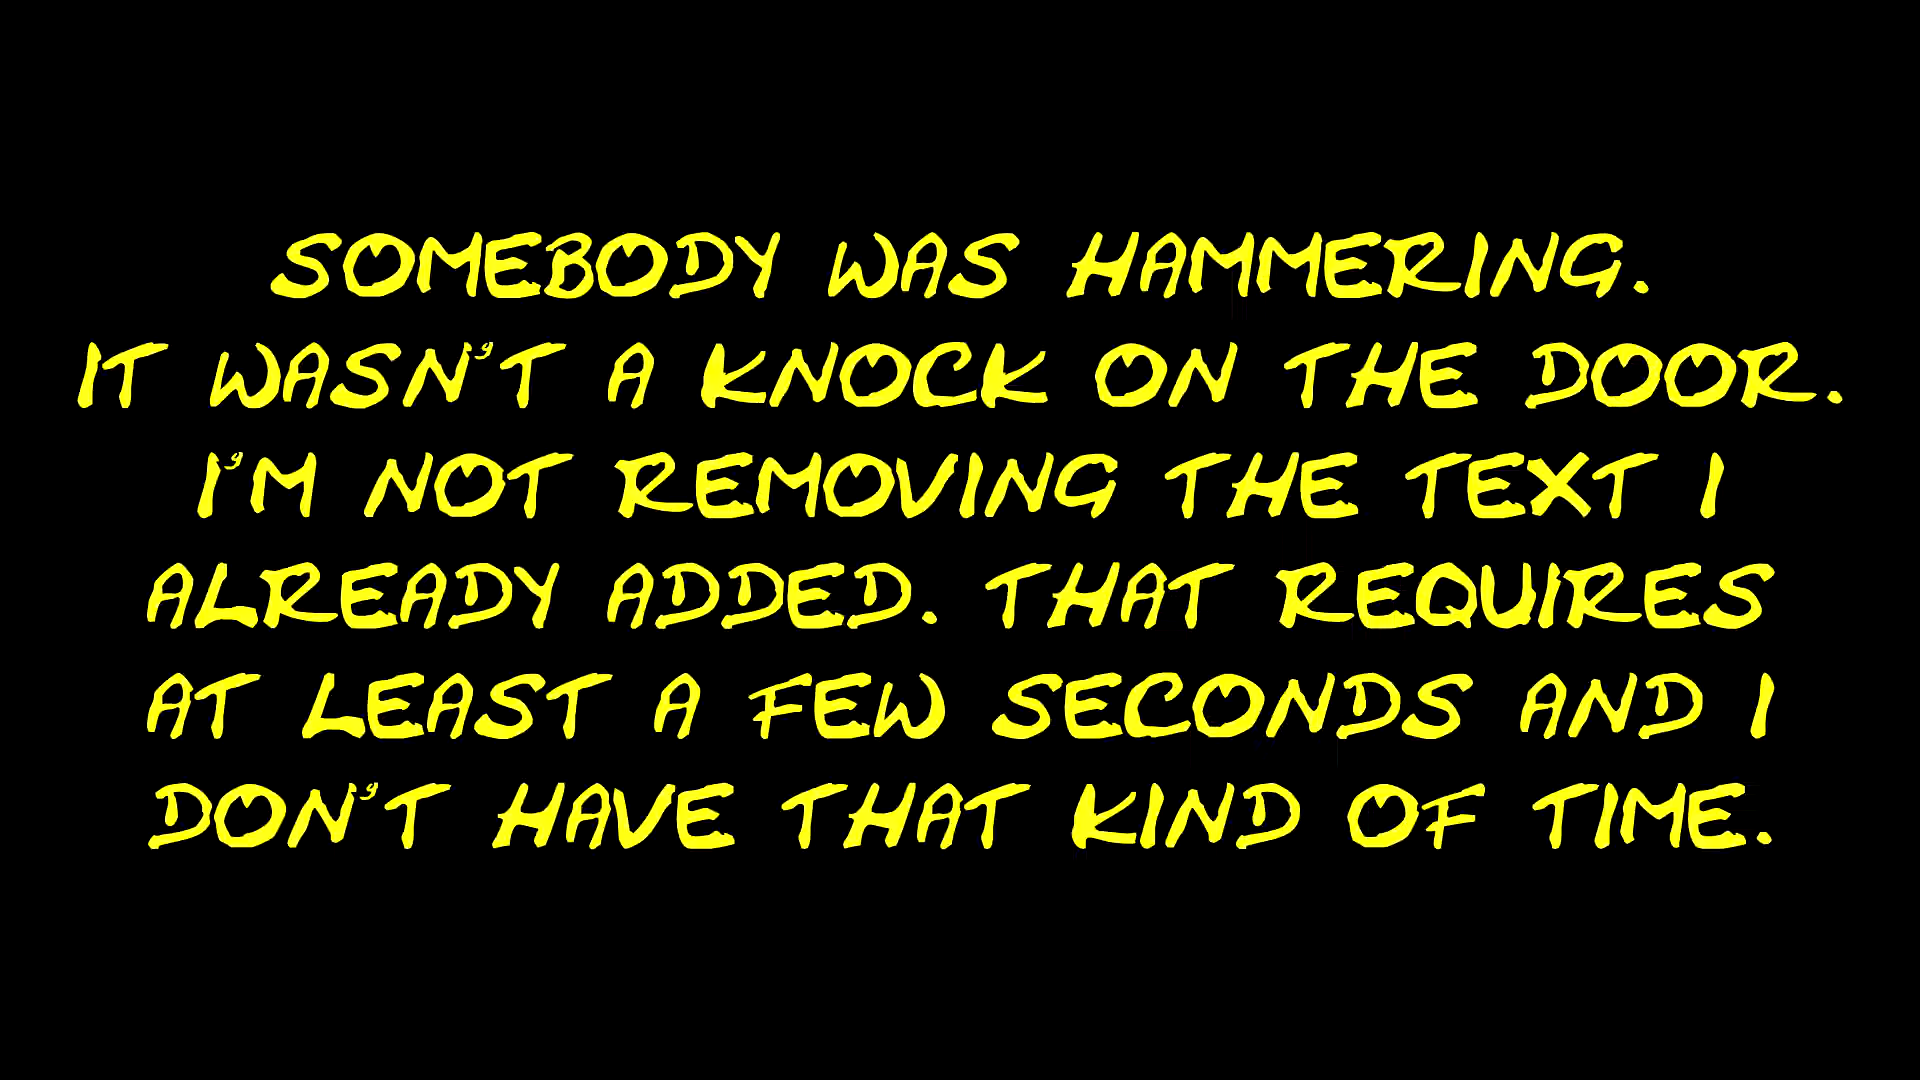 SOMEBODY WAS HAMMERING.
IT WASN'T A KNOCK ON THE DOOR.
I'M NOT REMOVING THE TEXT I
ALREADY ADDED. THAT REQUIRES
AT LEAST A FEW SECONDS AND I
DON'T HAVE THAT KIND OF TIME.